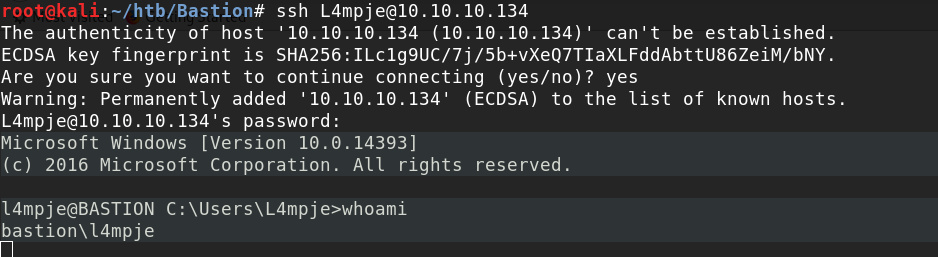 root@kali:~/htb/Bastion# ssh L4mpje@10.10.10.134
The authenticity of host '10.10.10.134 (10.10.10.134)' can't be established.
ECDSA key fingerprint is SHA256:ILc1g9UC/7j/5b+vXeQ7TIaXLFddAbttU86ZeiM/bNY.
Are you sure you want to continue connecting (yes/no)? yes
Warning: Permanently added '10.10.10.134' (ECDSA) to the list of known hosts.
L4mpje@10.10.10.134's password:
Microsoft Windows [Version 10.0.14393]
(c) 2016 Microsoft Corporation. All rights reserved.
l4mpje@BASTION C:\Users\L4mpje>whoami
bastion\l4mpje